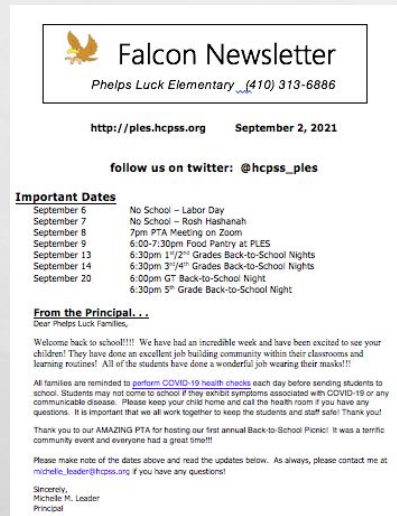 Falcon Newsletter
Phelps Luck Elementary (410) 313-6886
http://ples.hcpss.org September 2, 2021
follow us on twitter: @hcpss_ples
Important Dates
September 6 No School – Labor Day
September 7 No School – Rosh Hashanah
September 8 7pm PTA Meeting on Zoom
September 9 6:00-7:30pm Food Pantry at PLES
September 13 6:30pm 1st/2nd Grades Back-to-School Nights
September 14 6:30pm 3rd/4th Grades Back-to-School Nights
September 20 6:00pm GT Back-to-School Night
6:30pm 5th Grade Back-to-School Night
From the Principal. . .
Dear Phelps Luck Families,
Welcome back to school!!!! We have had an incredible week and have been excited to see your
children! They have done an excellent job building community within their classrooms and
learning routines! All of the students have done a wonderful job wearing their masks!!!
All families are reminded to perform COVID-19 health checks each day before sending students to
school. Students may not come to school if they exhibit symptoms associated with COVID-19 or any
communicable disease. Please keep your child home and call the health room if you have any
questions. It is important that we all work together to keep the students and staff safe! Thank you!
Thank you to our AMAZING PTA for hosting our first annual Back-to-School Picnic! It was a terrific
community event and everyone had a great time!!!
Please make note of the dates above and read the updates below. As always, please contact me at
michelle_leader@hcpss.org if you have any questions!
Sincerely,
Michelle M. Leader
Principal